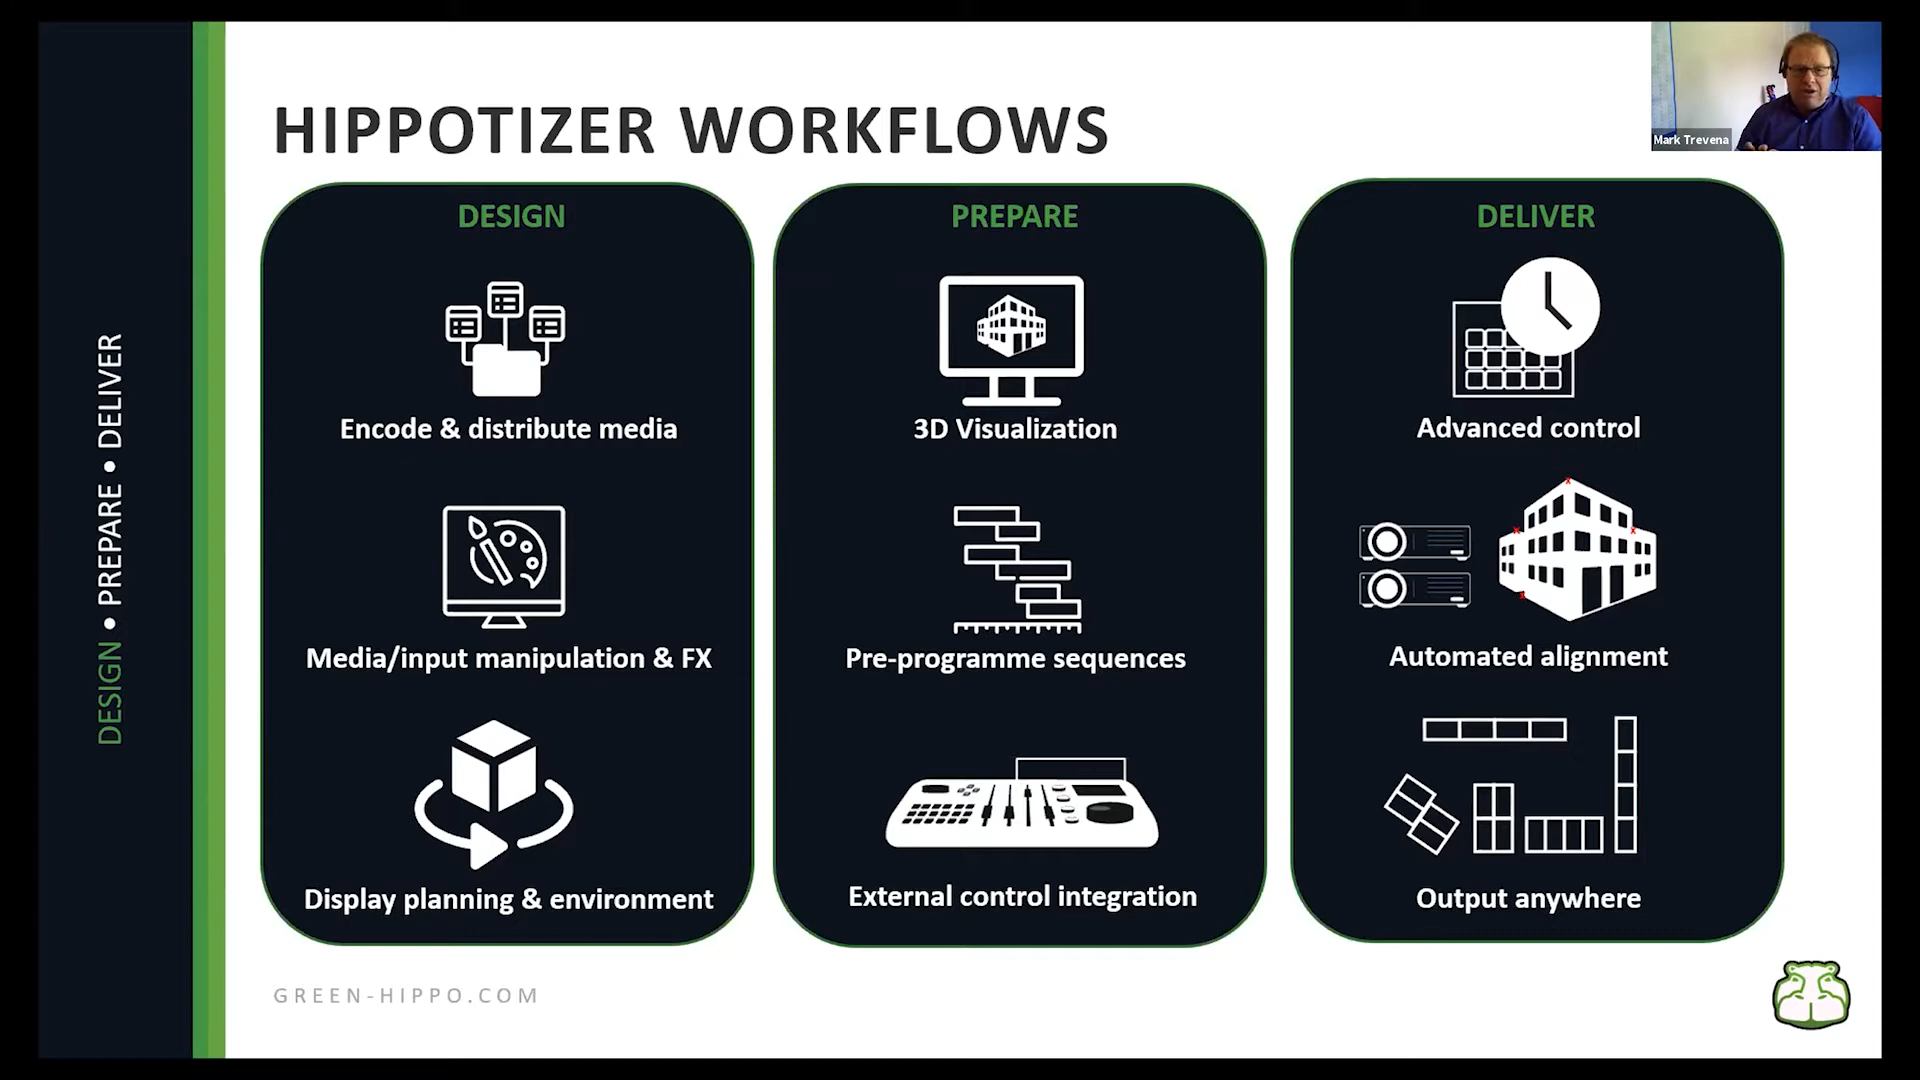 HIPPOTIZER WORKFLOWS
Mark Trevena
DESIGN • PREPARE • DELIVER
DESIGN
Encode & distribute media
Media/input manipulation & FX
Display planning & environment
PREPARE
3D Visualization
Pre-programme sequences
External control integration
DELIVER
Advanced control
Automated alignment
Output anywhere
GREEN-HIPPO.COM